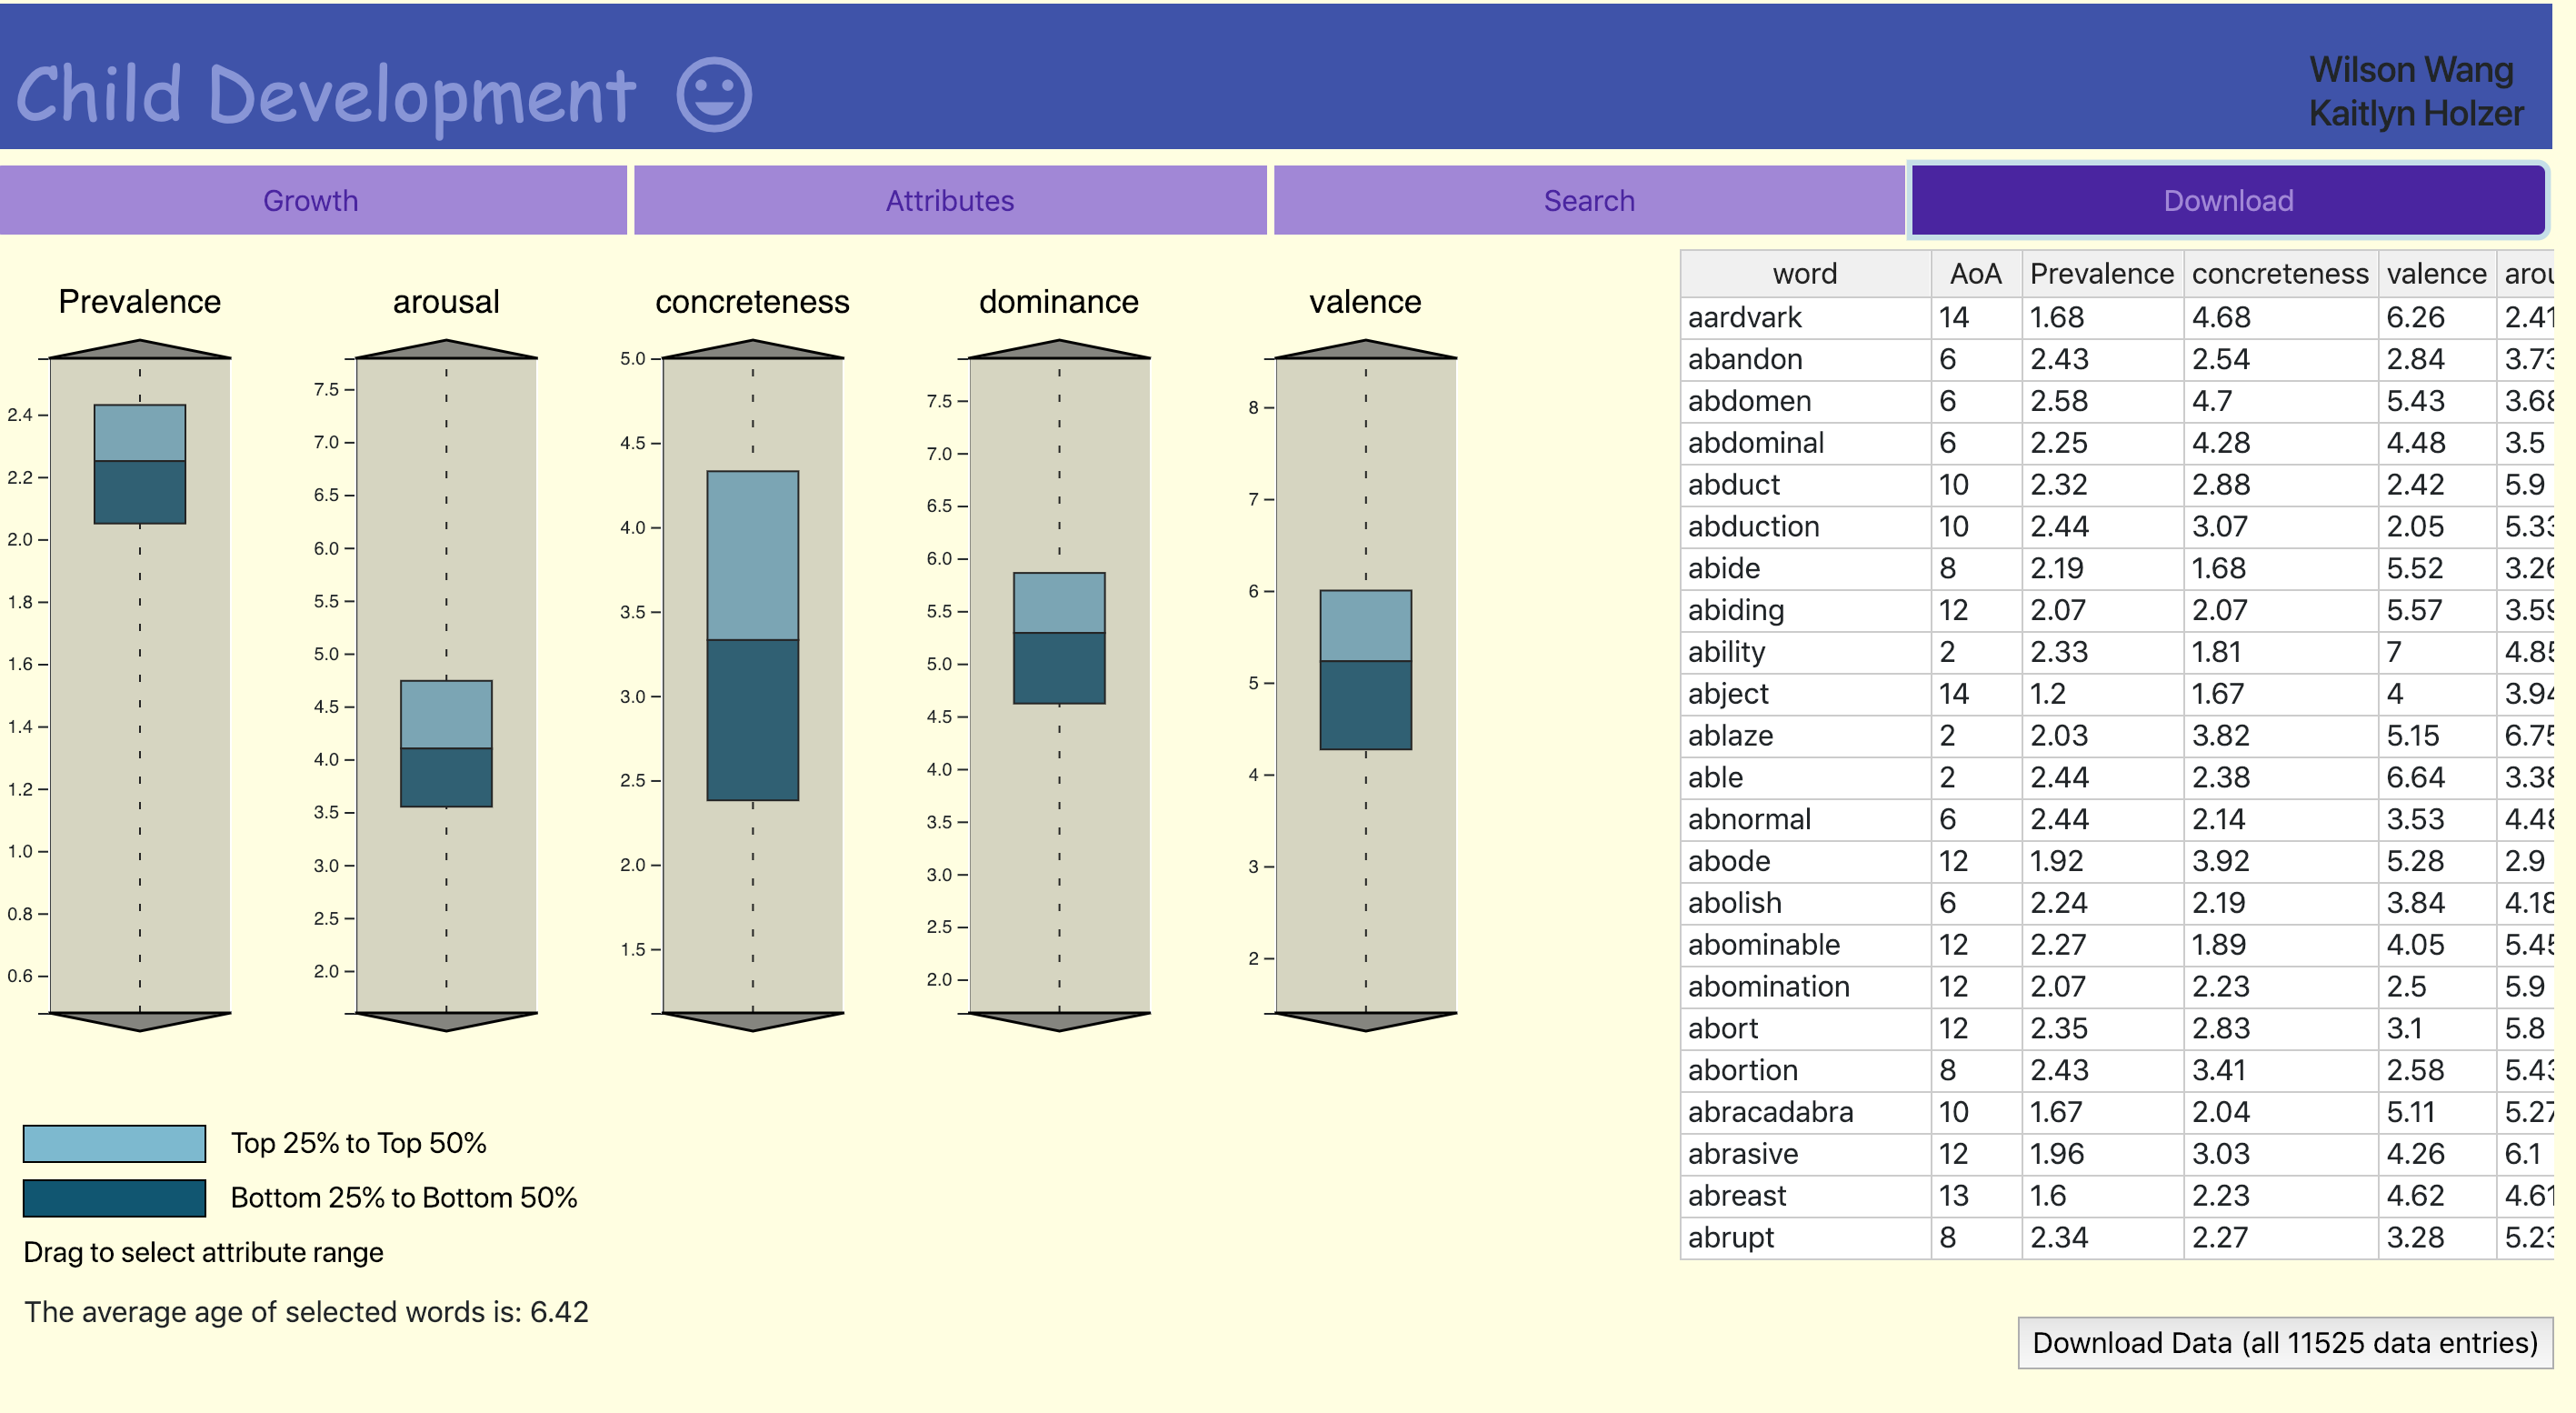 Child Development
Wilson Wang
Kaitlyn Holzer
Growth
Attributes
Search
Download
Prevalence
2.4
2.2
2.0
1.8
1.6
1.4
1.2
1.0
0.8
0.6
arousal
7.5
7.0
6.5
6.0
5.5
5.0
4.5
4.0
3.5
3.0
2.5
2.0
concreteness
5.0
4.5
4.0
3.5
3.0
2.5
2.0
1.5
dominance
7.5
7.0
6.5
6.0
5.5
5.0
4.5
4.0
3.5
3.0
2.5
2.0
valence
8
7
6
5
4
3
2
Top 25% to Top 50%
Bottom 25% to Bottom 50%
Drag to select attribute range
The average age of selected words is: 6.42
word AoA Prevalence concreteness valence arou
aardvark 14 1.68 4.68 6.26 2.41
abandon 6 2.43 2.54 2.84 3.73
abdomen 6 2.58 4.7 5.43 3.68
abdominal 6 2.25 4.28 4.48 3.5
abduct 10 2.32 2.88 2.42 5.9
abduction 10 2.44 3.07 2.05 5.33
abide 8 2.19 1.68 5.52 3.26
abiding 12 2.07 2.07 5.57 3.59
ability 2 2.33 1.81 7 4.85
abject 14 1.2 1.67 4 3.94
ablaze 2 2.03 3.82 5.15 6.75
able 2 2.44 2.38 6.64 3.38
abnormal 6 2.44 2.14 3.53 4.48
abode 12 1.92 3.92 5.28 2.9
abolish 6 2.24 2.19 3.84 4.18
abominable 12 2.27 1.89 4.05 5.45
abomination 12 2.07 2.23 2.5 5.9
abort 12 2.35 2.83 3.1 5.8
abortion 8 2.43 3.41 2.58 5.43
abracadabra 10 1.67 2.04 5.11 5.27
abrasive 12 1.96 3.03 4.26 6.1
abreast 13 1.6 2.23 4.62 4.61
abrupt 8 2.34 2.27 3.28 5.23
Download Data (all 11525 data entries)